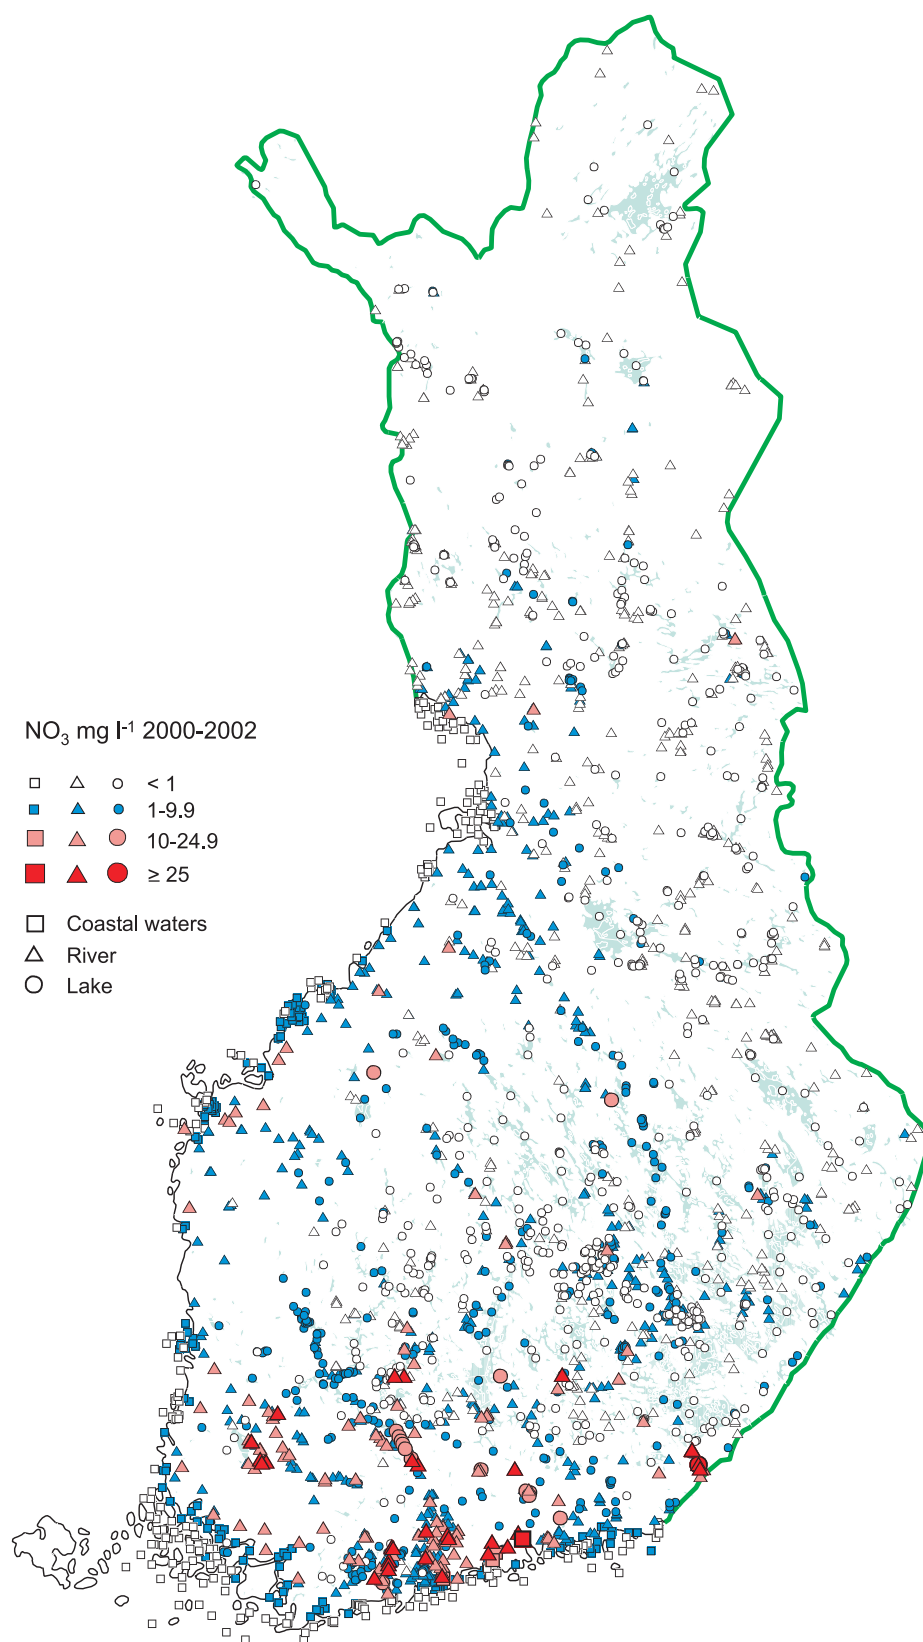 NO₃ mg l⁻¹ 2000-2002
< 1
1-9.9
10-24.9
≥ 25
Coastal waters
River
Lake